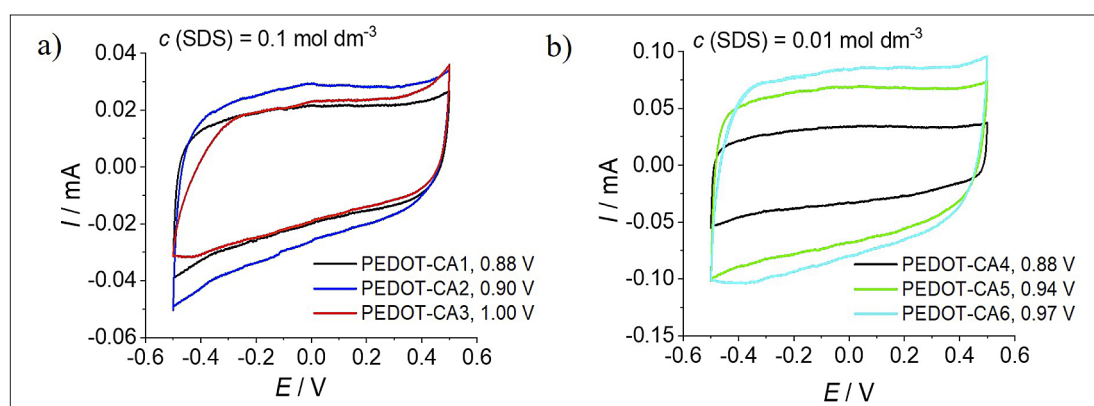 a)
c (SDS) = 0.1 mol dm⁻³
0.04
0.02
0.00
-0.02
-0.04
-0.06
I / mA
PEDOT-CA1, 0.88 V
PEDOT-CA2, 0.90 V
PEDOT-CA3, 1.00 V
-0.6 -0.4 -0.2 0.0 0.2 0.4 0.6
E / V
b)
c (SDS) = 0.01 mol dm⁻³
0.10
0.05
0.00
-0.05
-0.10
-0.15
I / mA
PEDOT-CA4, 0.88 V
PEDOT-CA5, 0.94 V
PEDOT-CA6, 0.97 V
-0.6 -0.4 -0.2 0.0 0.2 0.4 0.6
E / V